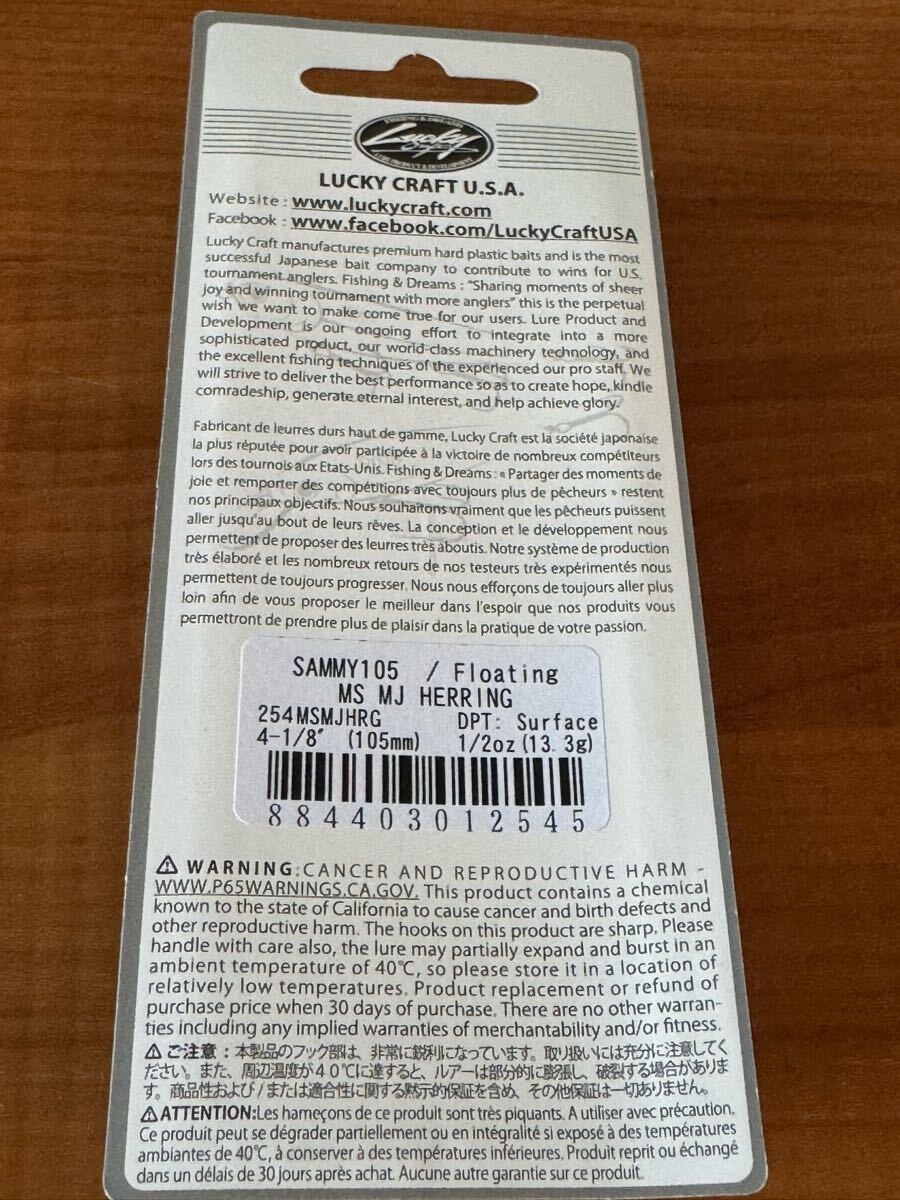 Lucky Craft
LUCKY CRAFT U.S.A.
Website : www.luckycraft.com
Facebook : www.facebook.com/LuckyCraftUSA
Lucky Craft manufactures premium hard plastic baits and is the most
successful Japanese bait company to contribute to wins for U.S.
tournament anglers. Fishing & Dreams : "Sharing moments of sheer
joy and winning tournament with more anglers" this is the perpetual
wish we want to make come true for our users. Lure Product and
Development is our ongoing effort to integrate into a more
sophisticated product, our world-class machinery technology, and
the excellent fishing techniques of the experienced our pro staff. We
will strive to deliver the best performance so as to create hope, kindle
comradeship, generate eternal interest, and help achieve glory.
Fabricant de leurres durs haut de gamme, Lucky Craft est la société japonaise
la plus réputée pour avoir participée à la victoire de nombreux compétiteurs
lors des tournois aux Etats-Unis. Fishing & Dreams : « Partager des moments de
joie et remporter des compétitions avec toujours plus de pêcheurs » restent
nos principaux objectifs. Nous souhaitons vraiment que les pêcheurs puissent
aller jusqu'au bout de leurs rêves. La conception et le développement nous
permettent de proposer des leurres très aboutis. Notre système de production
très élaboré et les nombreux retours de nos testeurs très expérimentés nous
permettent de toujours progresser. Nous nous efforçons de toujours aller plus
loin afin de vous proposer le meilleur dans l'espoir que nos produits vous
permettront de prendre plus de plaisir dans la pratique de votre passion.
SAMMY105 / Floating
MS MJ HERRING
254MSMJHRG DPT: Surface
4-1/8" (105mm) 1/2oz (13. 3g)
884403012545
⚠ WARNING:CANCER AND REPRODUCTIVE HARM -
WWW.P65WARNINGS.CA.GOV. This product contains a chemical
known to the state of California to cause cancer and birth defects and
other reproductive harm. The hooks on this product are sharp. Please
handle with care also, the lure may partially expand and burst in an
ambient temperature of 40℃, so please store it in a location of
relatively low temperatures. Product replacement or refund of
purchase price when 30 days of purchase. There are no other warran-
ties including any implied warranties of merchantability and/or fitness.
⚠ ご注意：本製品のフック部は、非常に鋭利になっています。取り扱いには充分に注意してく
ださい。また、周辺温度が４０℃に達すると、ルアーは部分的に膨張し、破裂する場合がありま
す。商品性および / または適合性に関する黙示的保証を含め、その他保証は一切ありません。
⚠ATTENTION:Les hameçons de ce produit sont très piquants. A utiliser avec précaution.
Ce produit peut se dégrader partiellement ou en intégralité si exposé à des températures
ambiantes de 40℃, à conserver à des températures inférieures. Produit reprit ou échangé
dans un délais de 30 jours après achat. Aucune autre garantie sur ce produit.